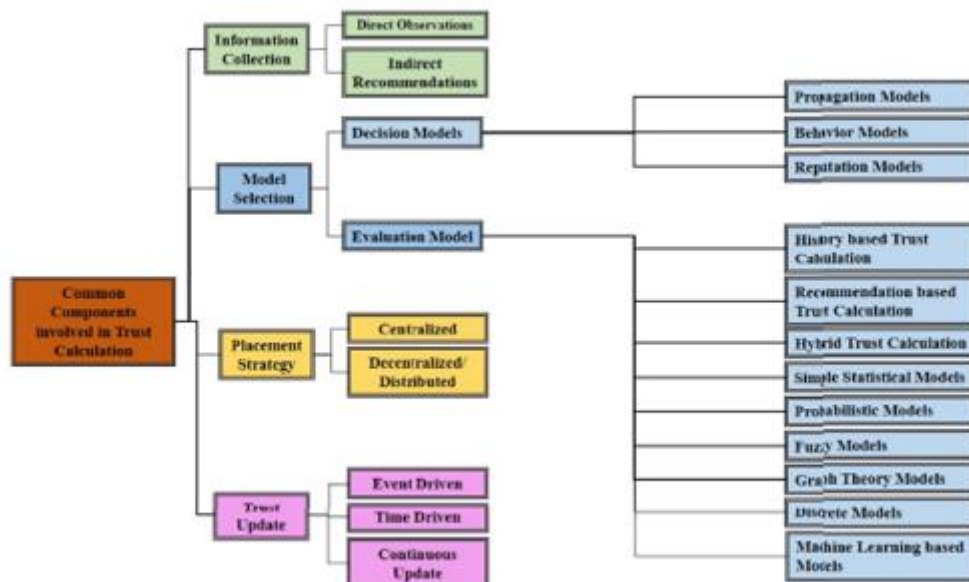 Common
Components
involved in Trust
Calculation
Information
Collection
Direct Observations
Indirect
Recommendations
Model
Selection
Decision Models
Propagation Models
Behavior Models
Reputation Models
Evaluation Model
History based Trust
Calculation
Recommendation based
Trust Calculation
Hybrid Trust Calculation
Simple Statistical Models
Probabilistic Models
Fuzzy Models
Graph Theory Models
Discrete Models
Machine Learning based
Models
Placement
Strategy
Centralized
Decentralized/
Distributed
Trust
Update
Event Driven
Time Driven
Continuous
Update